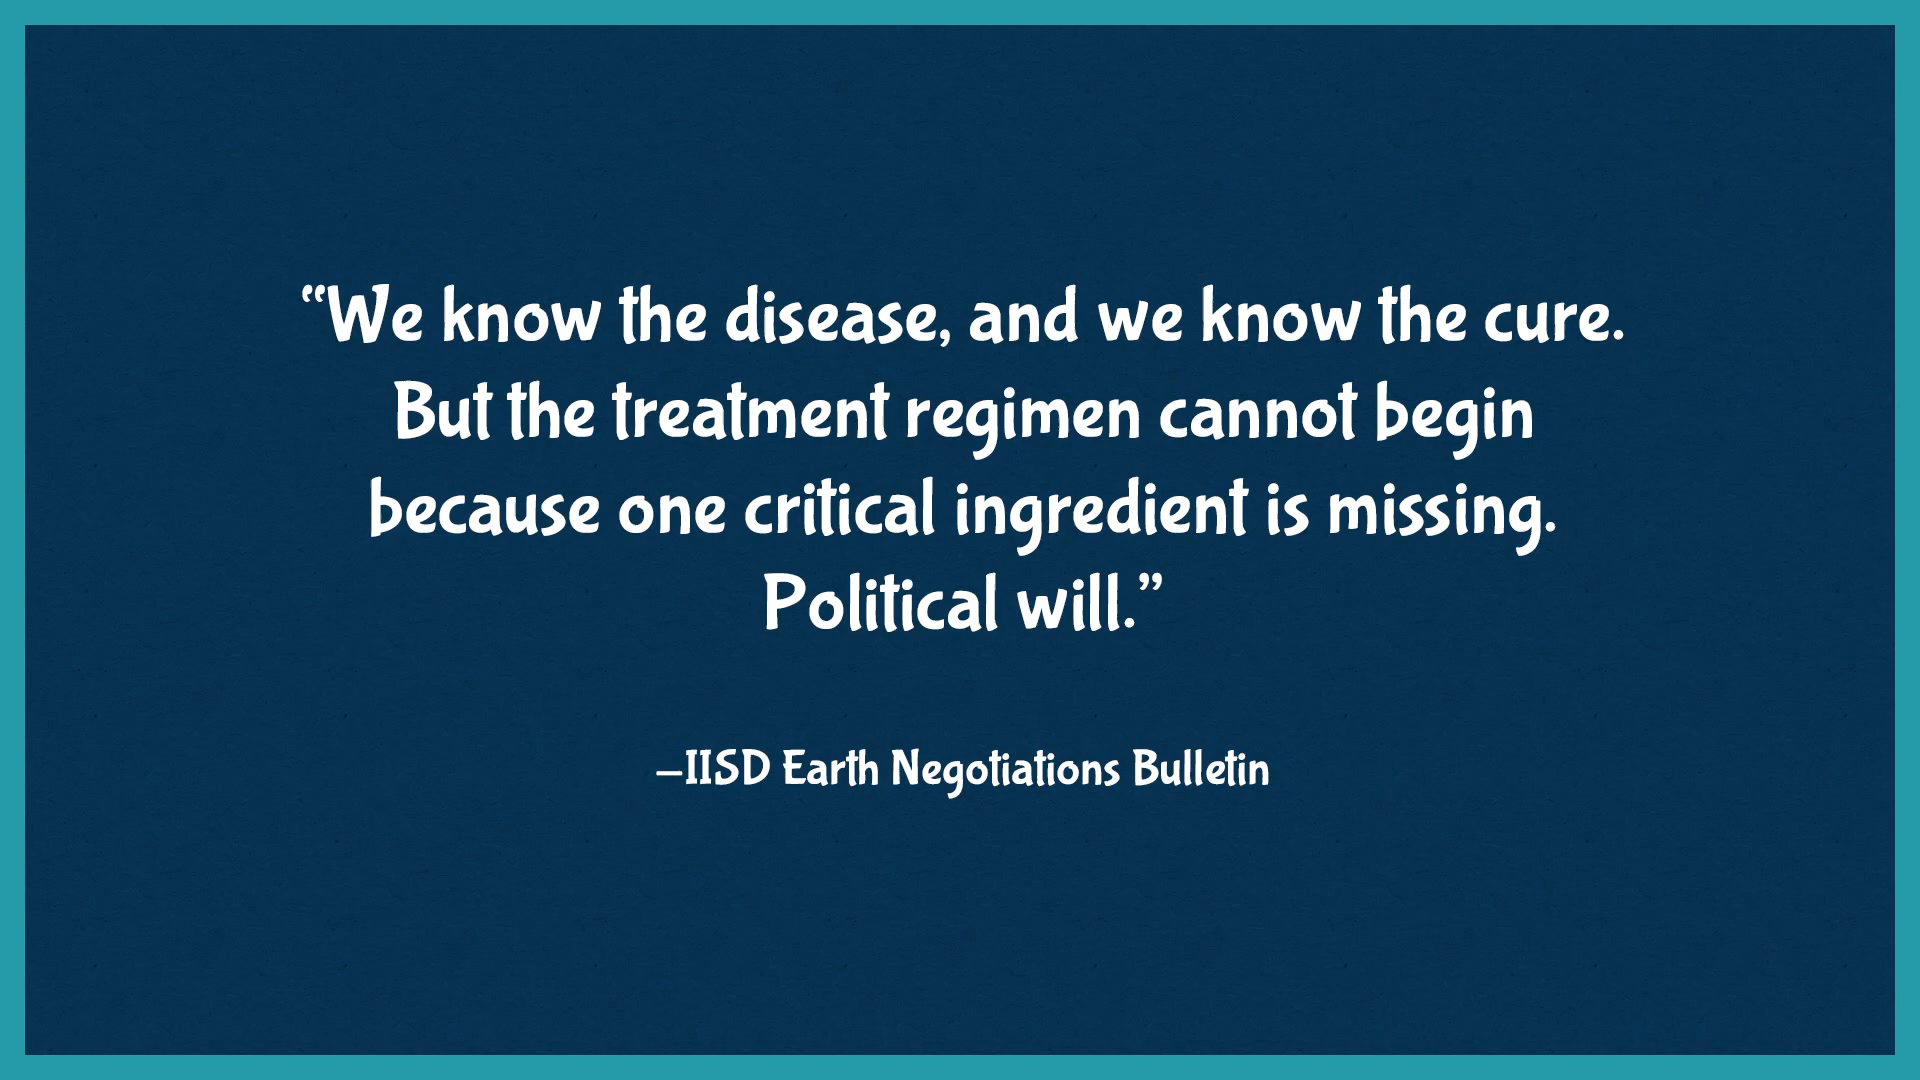 “We know the disease, and we know the cure.
But the treatment regimen cannot begin
because one critical ingredient is missing.
Political will.”
–IISD Earth Negotiations Bulletin